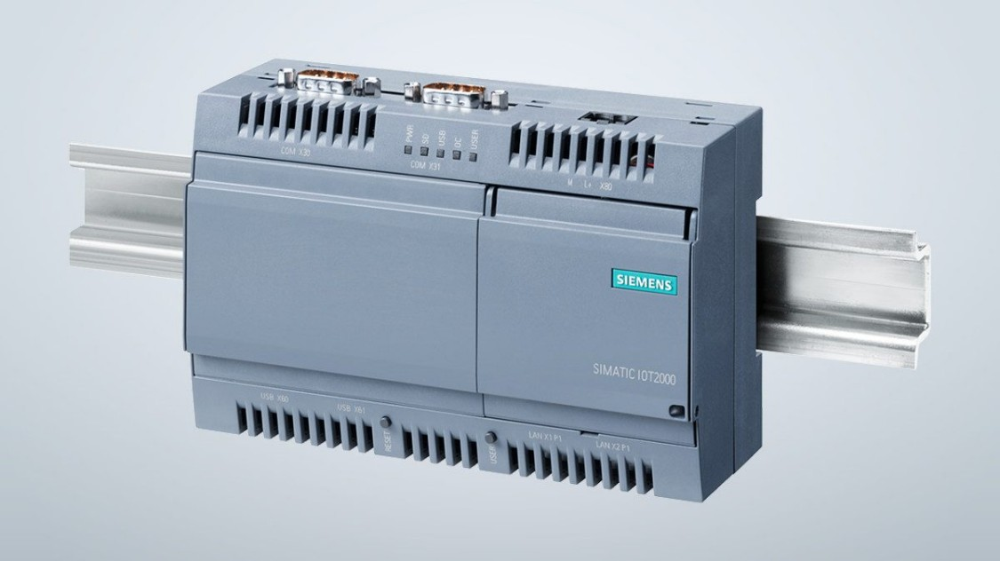 COM X30
PWR
SD
USB
OC
USER
COM X31
M L+ X80
SIEMENS
SIMATIC IOT2000
USB X60
USB X61
RESET
USER
LAN X1 P1
LAN X2 P1